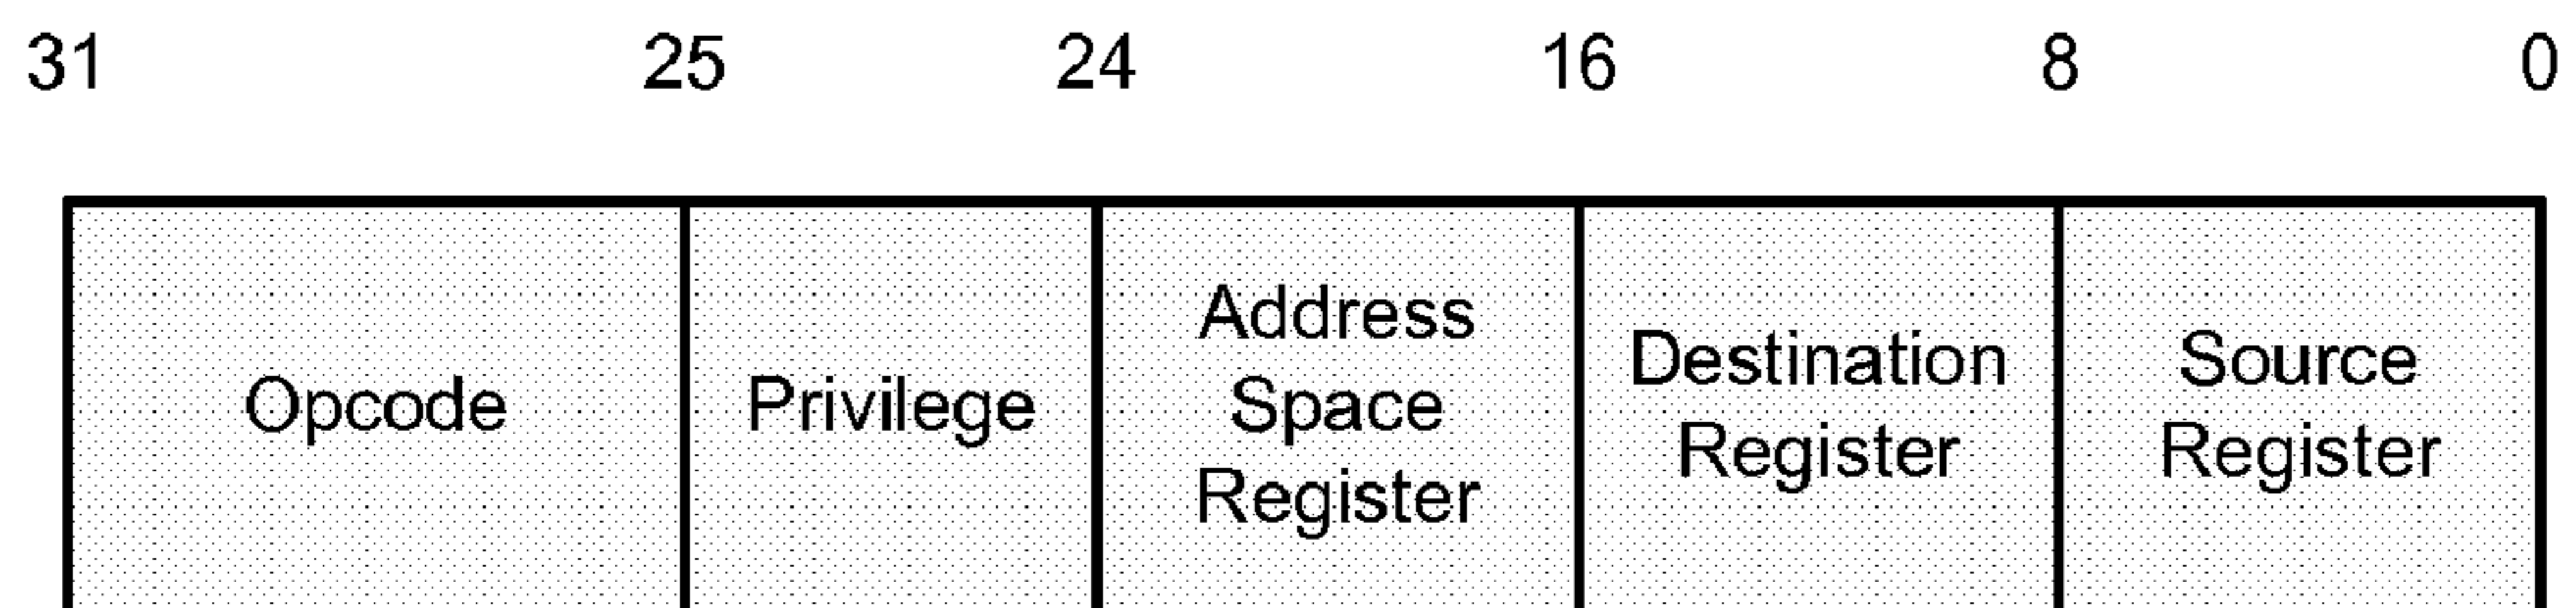 31 25 24 16 8 0
Opcode
Privilege
Address
Space
Register
Destination
Register
Source
Register